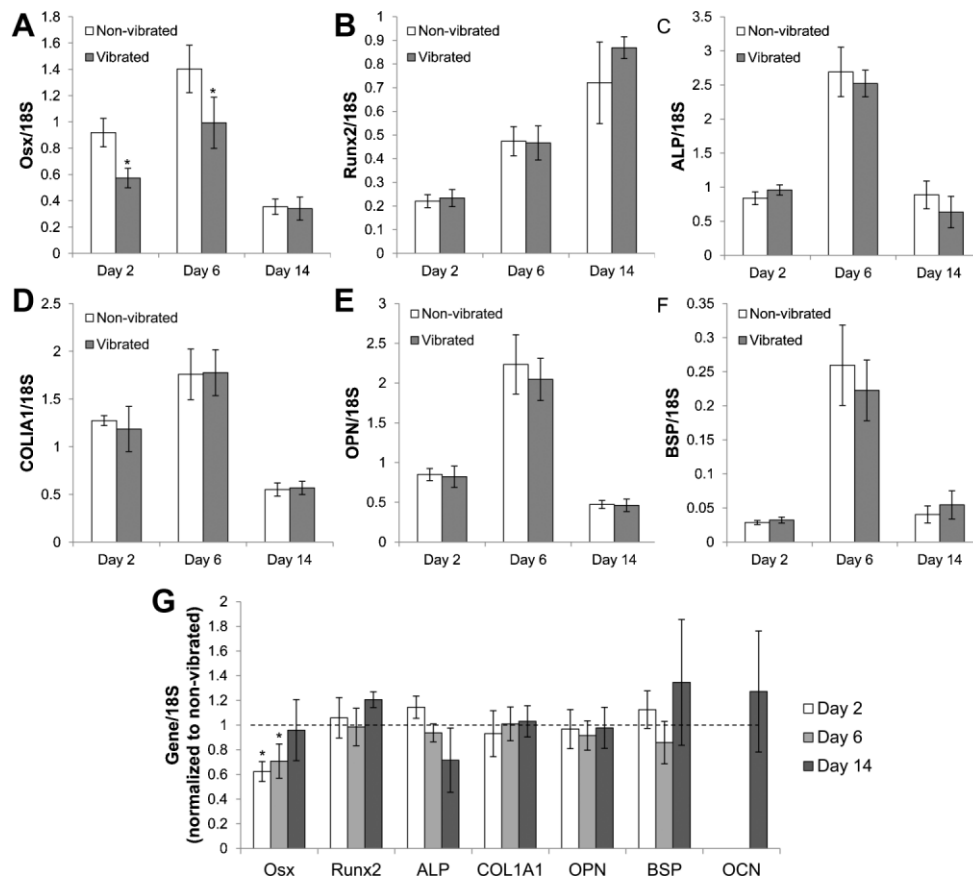 A
Osx/18S
1.8
1.6
1.4
1.2
1
0.8
0.6
0.4
0.2
0
Non-vibrated
Vibrated
*
*
Day 2 Day 6 Day 14
B
Runx2/18S
1
0.9
0.8
0.7
0.6
0.5
0.4
0.3
0.2
0.1
0
Non-vibrated
Vibrated
Day 2 Day 6 Day 14
C
ALP/18S
3.5
3
2.5
2
1.5
1
0.5
0
Non-vibrated
Vibrated
Day 2 Day 6 Day 14
D
COLIA1/18S
2.5
2
1.5
1
0.5
0
Non-vibrated
Vibrated
Day 2 Day 6 Day 14
E
OPN/18S
3
2.5
2
1.5
1
0.5
0
Non-vibrated
Vibrated
Day 2 Day 6 Day 14
F
BSP/18S
0.35
0.3
0.25
0.2
0.15
0.1
0.05
0
Non-vibrated
Vibrated
Day 2 Day 6 Day 14
G
Gene/18S
(normalized to non-vibrated)
2
1.8
1.6
1.4
1.2
1
0.8
0.6
0.4
0.2
0
* *
Osx Runx2 ALP COL1A1 OPN BSP OCN
Day 2
Day 6
Day 14